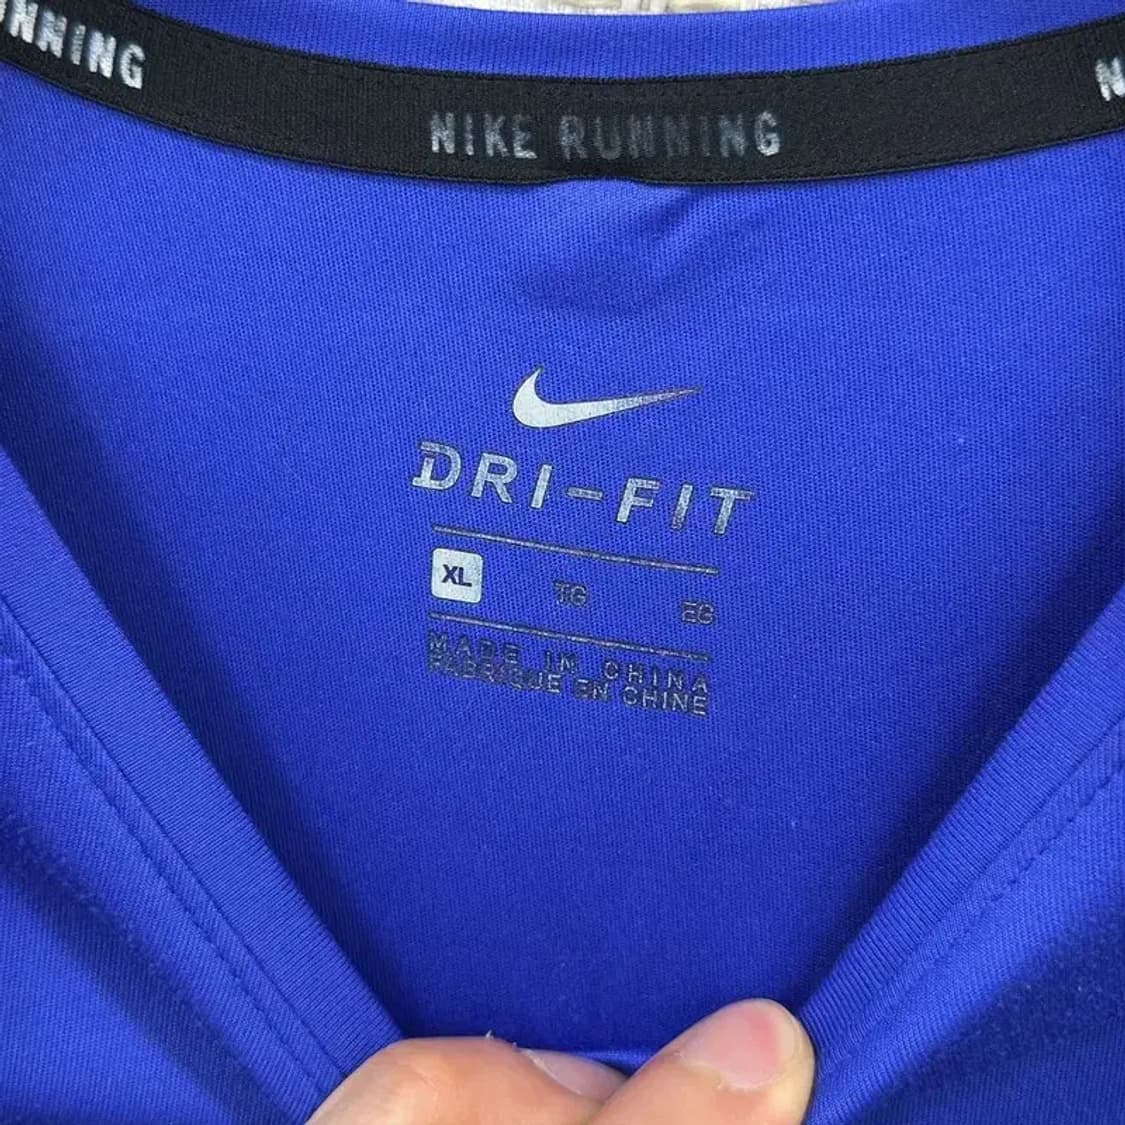 NNING NIKE RUNNING N
DRI-FIT
XL TG EG
MADE IN CHINA
FABRIQUE EN CHINE